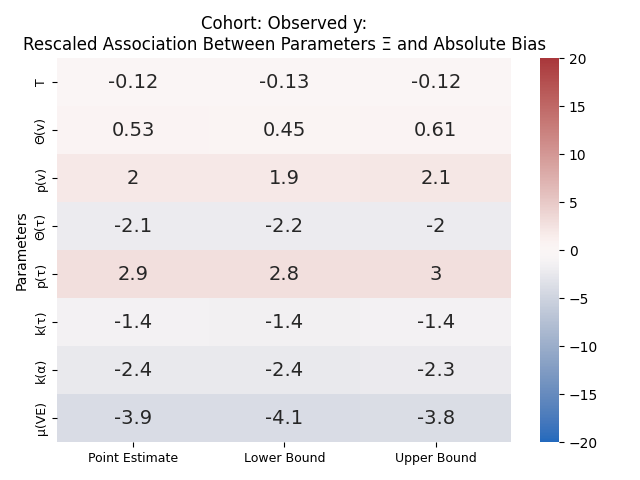 Cohort: Observed y:
Rescaled Association Between Parameters Ξ and Absolute Bias
T -0.12 -0.13 -0.12
Θ(v) 0.53 0.45 0.61
p(v) 2 1.9 2.1
Θ(τ) -2.1 -2.2 -2
p(τ) 2.9 2.8 3
k(τ) -1.4 -1.4 -1.4
k(α) -2.4 -2.4 -2.3
μ(VE) -3.9 -4.1 -3.8
Parameters
Point Estimate Lower Bound Upper Bound
20
15
10
5
0
−5
−10
−15
−20